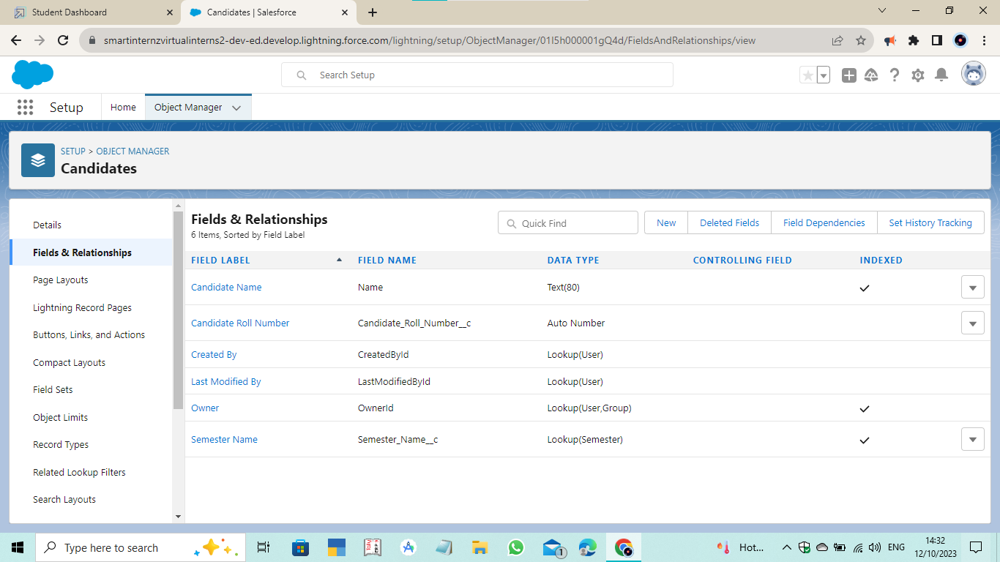 Student Dashboard
Candidates | Salesforce
smartinternzvirtualinterns2-dev-ed.develop.lightning.force.com/lightning/setup/ObjectManager/01I5h000001gQ4d/FieldsAndRelationships/view
Search Setup
Setup
Home
Object Manager
SETUP > OBJECT MANAGER
Candidates
Details
Fields & Relationships
Page Layouts
Lightning Record Pages
Buttons, Links, and Actions
Compact Layouts
Field Sets
Object Limits
Record Types
Related Lookup Filters
Search Layouts
Fields & Relationships
6 Items, Sorted by Field Label
Quick Find
New
Deleted Fields
Field Dependencies
Set History Tracking
FIELD LABEL FIELD NAME DATA TYPE CONTROLLING FIELD INDEXED
Candidate Name Name Text(80)
Candidate Roll Number Candidate_Roll_Number__c Auto Number
Created By CreatedById Lookup(User)
Last Modified By LastModifiedById Lookup(User)
Owner OwnerId Lookup(User,Group)
Semester Name Semester_Name__c Lookup(Semester)
Type here to search
1
Hot...
ENG
14:32
12/10/2023